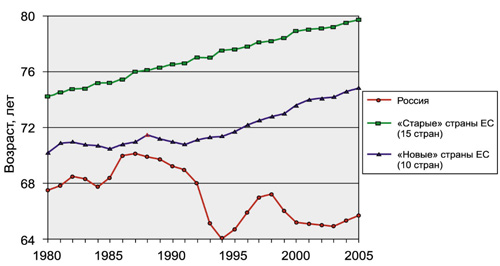 80
76
72
68
64
Возраст, лет
1980
1985
1990
1995
2000
2005
Россия
«Старые» страны ЕС
(15 стран)
«Новые» страны ЕС
(10 стран)